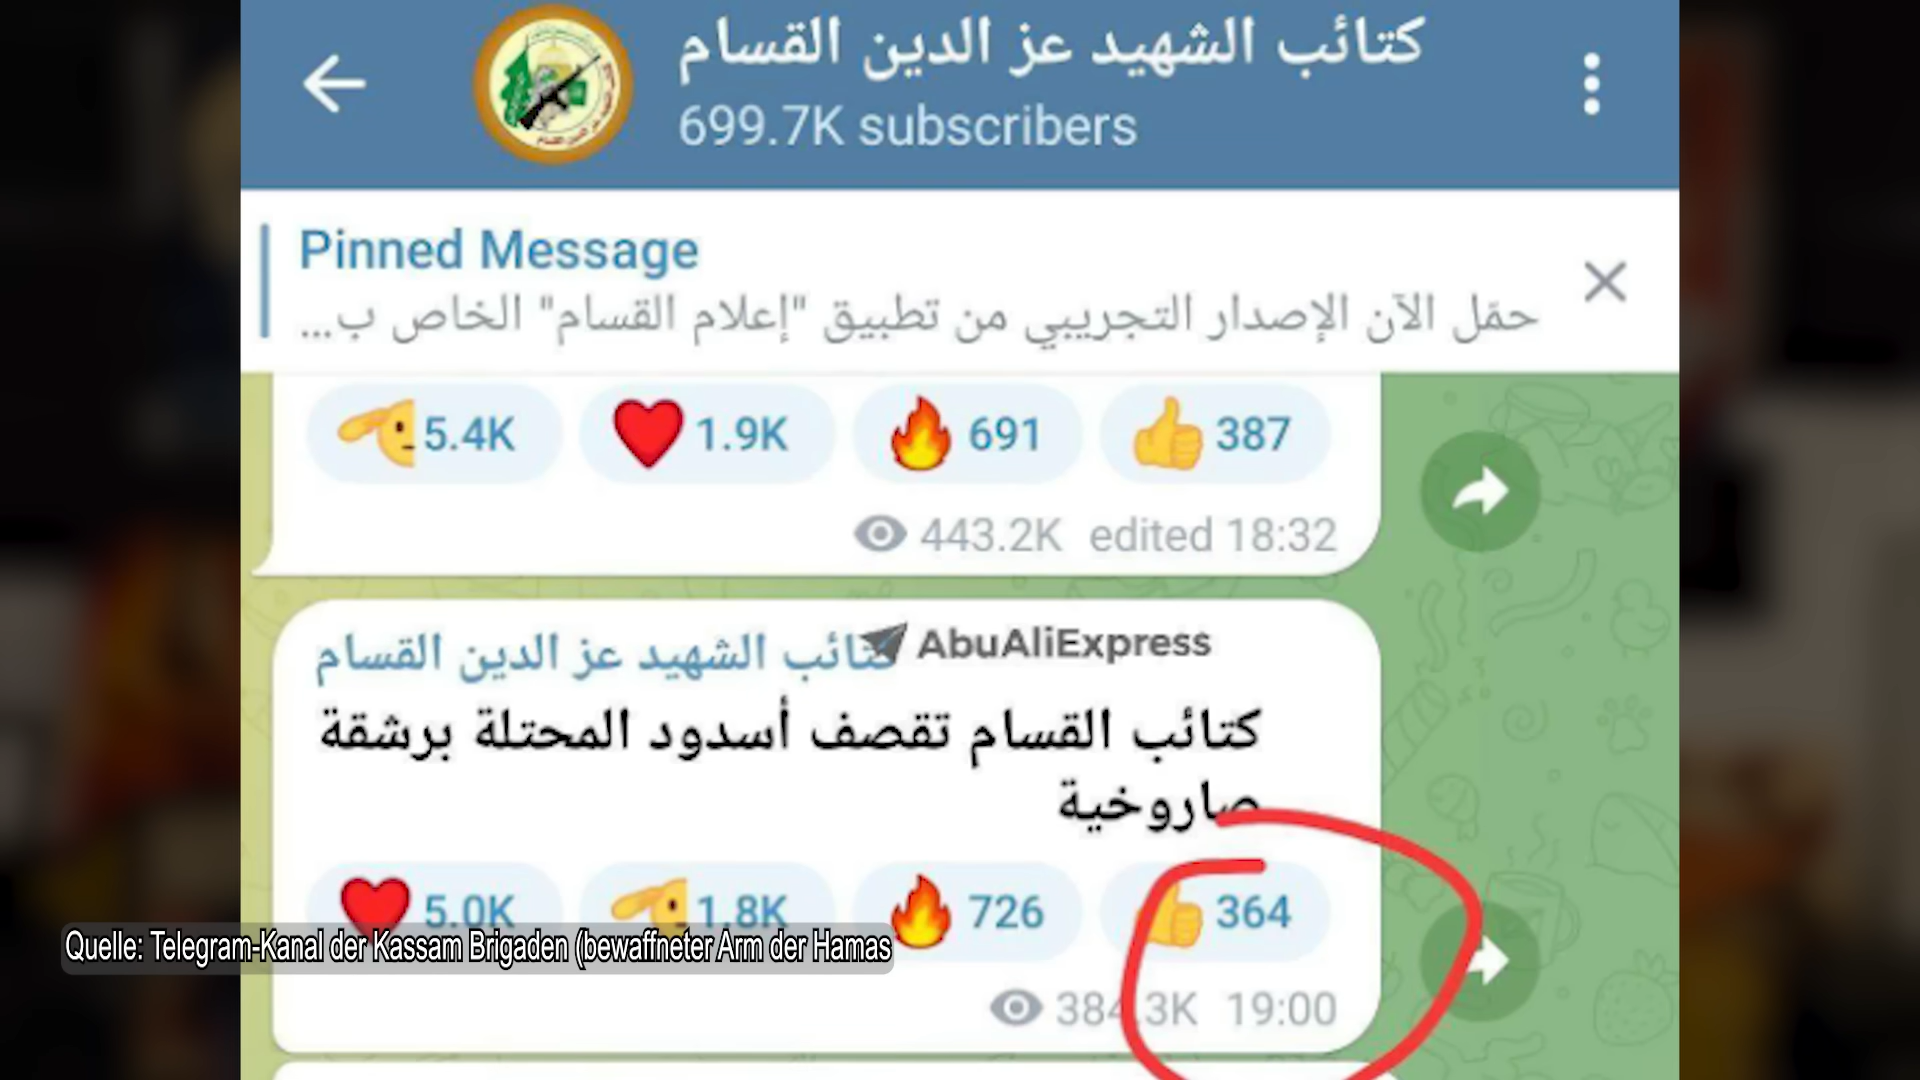 كتائب الشهيد عز الدين القسام
699.7K subscribers
Pinned Message
حمّل الآن الإصدار التجريبي من تطبيق "إعلام القسام" الخاص ب...
5.4K 1.9K 691 387
443.2K edited 18:32
كتائب الشهيد عز الدين القسام
AbuAliExpress
كتائب القسام تقصف أسدود المحتلة برشقة
صاروخية
5.0K 1.8K 726 364
Quelle: Telegram-Kanal der Kassam Brigaden (bewaffneter Arm der Hamas
384.3K 19:00